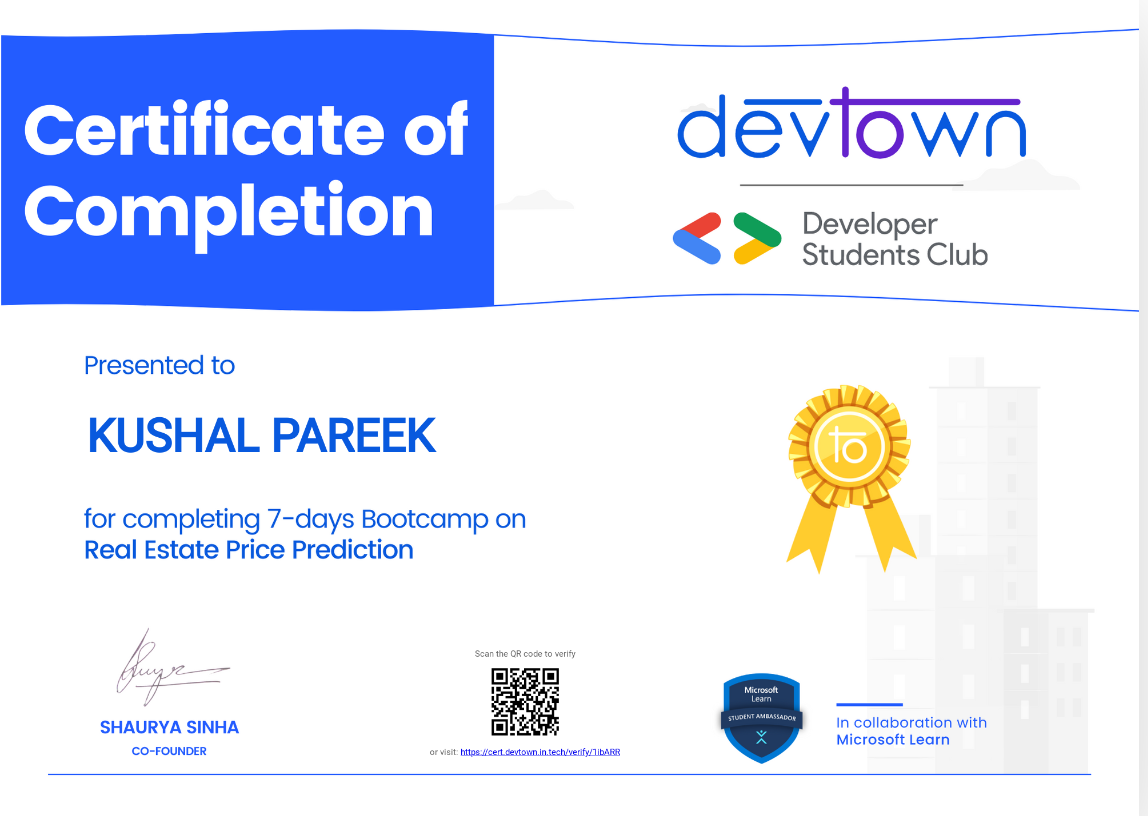 Certificate of
Completion
devtown
Developer
Students Club
Presented to
KUSHAL PAREEK
for completing 7-days Bootcamp on
Real Estate Price Prediction
to
SHAURYA SINHA
CO-FOUNDER
Scan the QR code to verify
or visit: https://cert.devtown.in.tech/verify/1ibARR
Microsoft
Learn
STUDENT AMBASSADOR
In collaboration with
Microsoft Learn